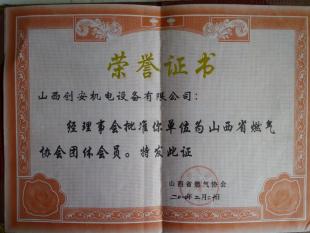 荣誉证书
山西创安机电设备有限公司：
经理事会批准你单位为山西省燃气
协会团体会员。特发此证
山西省燃气协会